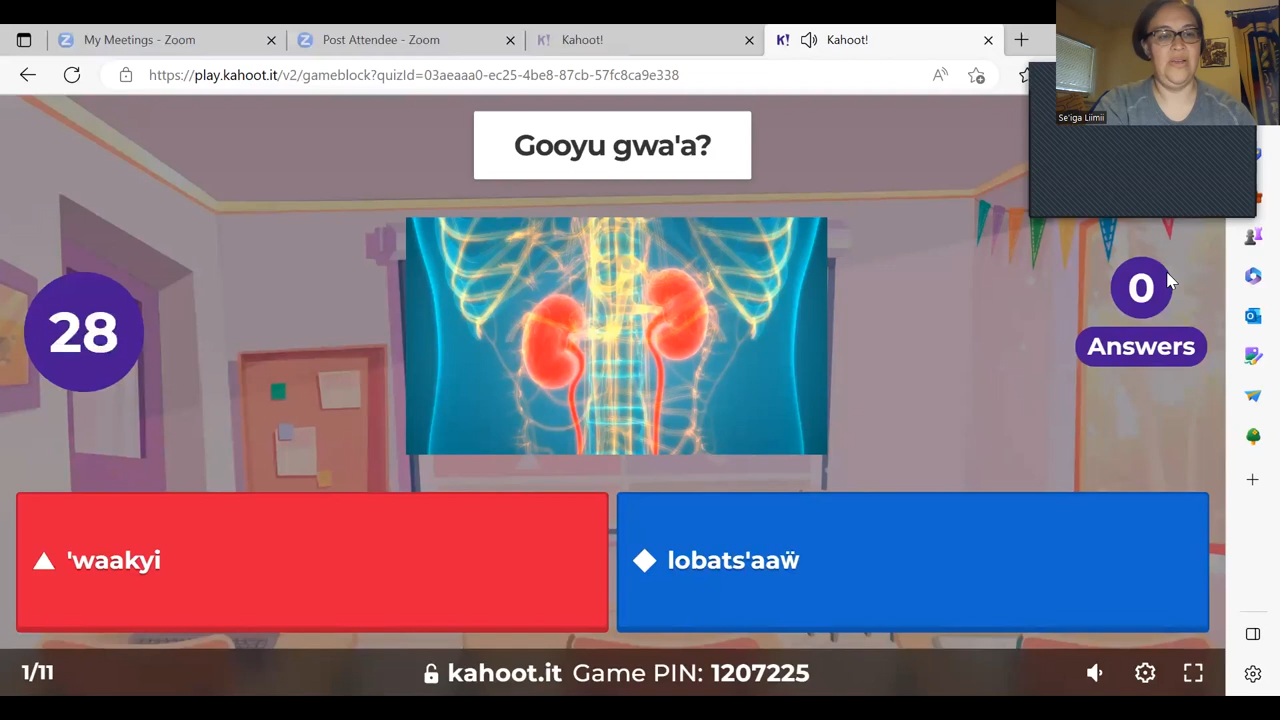 My Meetings - Zoom
Post Attendee - Zoom
Kahoot!
Kahoot!
https://play.kahoot.it/v2/gameblock?quizId=03aeaaa0-ec25-4be8-87cb-57fc8ca9e338
Se'iga Liimii
Gooyu gwa'a?
28
0
Answers
'waakyi
lobats'aaẅ
1/11
kahoot.it Game PIN: 1207225